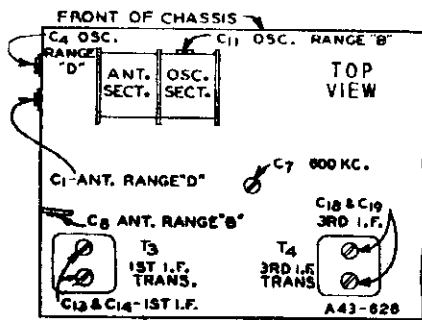 FRONT OF CHASSIS
C4 OSC. RANGE "D"
C11 OSC. RANGE "B"
ANT. SECT.
OSC. SECT.
TOP VIEW
C7 600 KC.
C1-ANT. RANGE "D"
C8 ANT. RANGE "B"
C18 & C19 3RD I.F.
T3 1ST I.F. TRANS.
T4 3RD I.F. TRANS
C13 & C14-1ST I.F.
A43-626